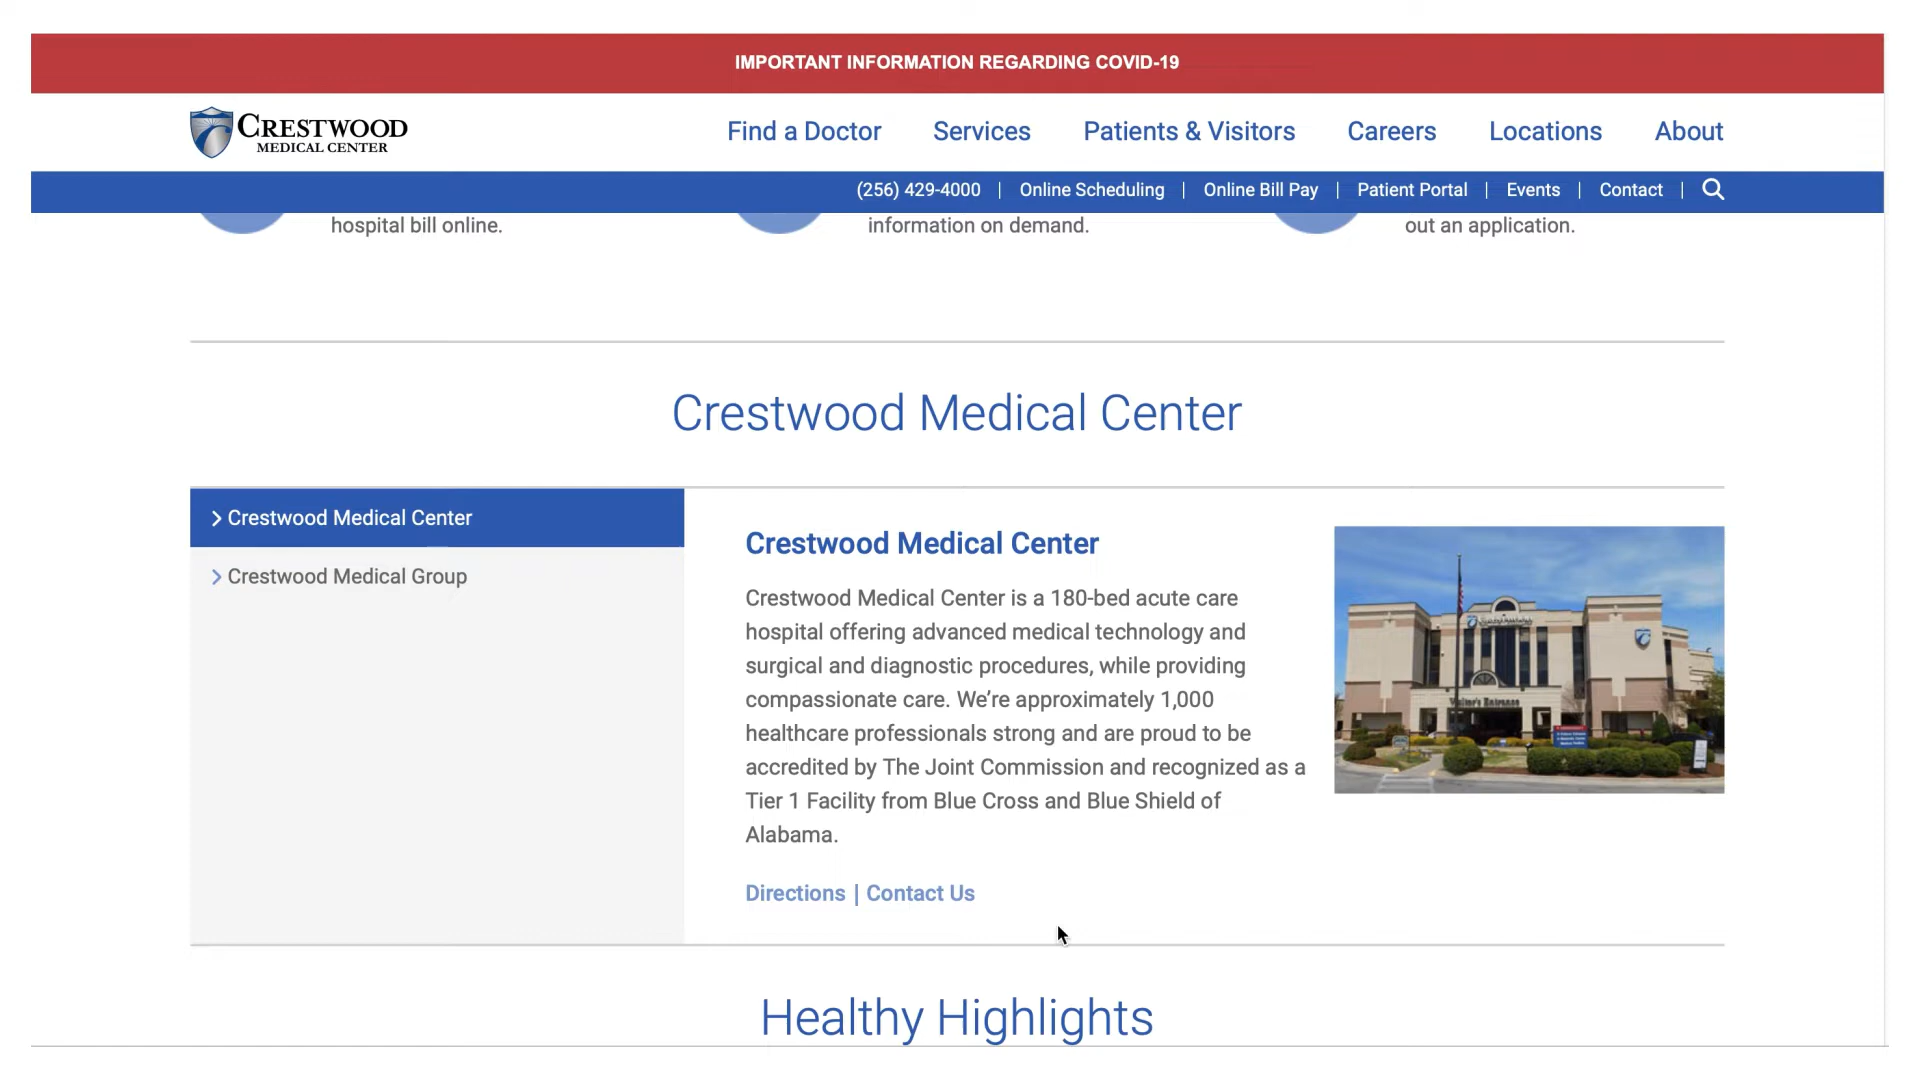 IMPORTANT INFORMATION REGARDING COVID-19
CRESTWOOD
MEDICAL CENTER
Find a Doctor Services Patients & Visitors Careers Locations About
(256) 429-4000 | Online Scheduling | Online Bill Pay | Patient Portal | Events | Contact |
hospital bill online.
information on demand.
out an application.
Crestwood Medical Center
Crestwood Medical Center
Crestwood Medical Group
Crestwood Medical Center
Crestwood Medical Center is a 180-bed acute care
hospital offering advanced medical technology and
surgical and diagnostic procedures, while providing
compassionate care. We’re approximately 1,000
healthcare professionals strong and are proud to be
accredited by The Joint Commission and recognized as a
Tier 1 Facility from Blue Cross and Blue Shield of
Alabama.
Directions | Contact Us
Visitor's Entrance
Healthy Highlights